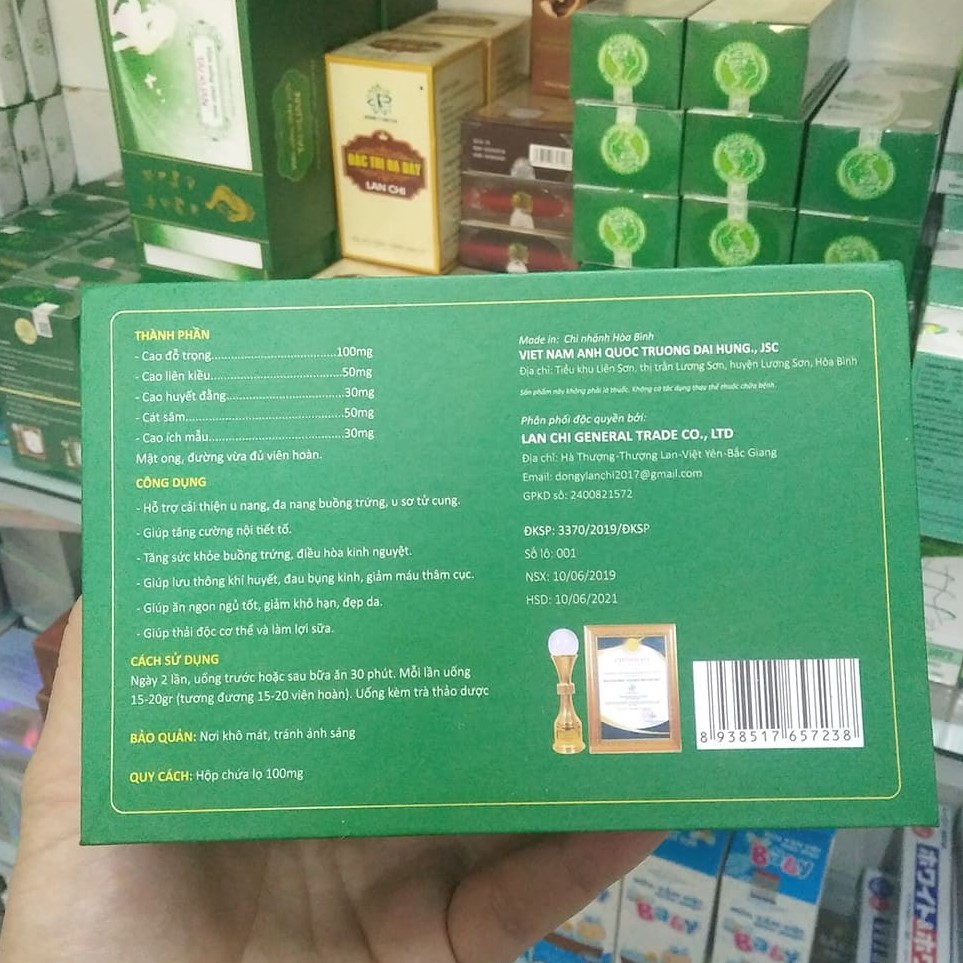 ĐẶC TRỊ DẠ DÀY
LAN CHI
THÀNH PHẦN
- Cao đỗ trọng....................................100mg
- Cao liên kiều......................................50mg
- Cao huyết đằng..................................30mg
- Cát sâm..............................................50mg
- Cao ích mẫu.......................................30mg
Mật ong, đường vừa đủ viên hoàn.
CÔNG DỤNG
- Hỗ trợ cải thiện u nang, đa nang buồng trứng, u sơ tử cung.
- Giúp tăng cường nội tiết tố.
- Tăng sức khỏe buồng trứng, điều hòa kinh nguyệt.
- Giúp lưu thông khí huyết, đau bụng kinh, giảm máu thâm cục.
- Giúp ăn ngon ngủ tốt, giảm khô hạn, đẹp da.
- Giúp thải độc cơ thể và làm lợi sữa.
CÁCH SỬ DỤNG
Ngày 2 lần, uống trước hoặc sau bữa ăn 30 phút. Mỗi lần uống
15-20gr (tương đương 15-20 viên hoàn). Uống kèm trà thảo dược
BẢO QUẢN: Nơi khô mát, tránh ánh sáng
QUY CÁCH: Hộp chứa lọ 100mg
Made in: Chi nhánh Hòa Bình
VIET NAM ANH QUOC TRUONG DAI HUNG., JSC
Địa chỉ: Tiểu khu Liên Sơn, thị trấn Lương Sơn, huyện Lương Sơn, Hòa Bình
Sản phẩm này không phải là thuốc. Không có tác dụng thay thế thuốc chữa bệnh.
Phân phối độc quyền bởi:
LAN CHI GENERAL TRADE CO., LTD
Địa chỉ: Hà Thượng-Thượng Lan-Việt Yên-Bắc Giang
Email: dongylanchi2017@gmail.com
GPKD số: 2400821572
ĐKSP: 3370/2019/ĐKSP
Số lô: 001
NSX: 10/06/2019
HSD: 10/06/2021
8 938517 657238